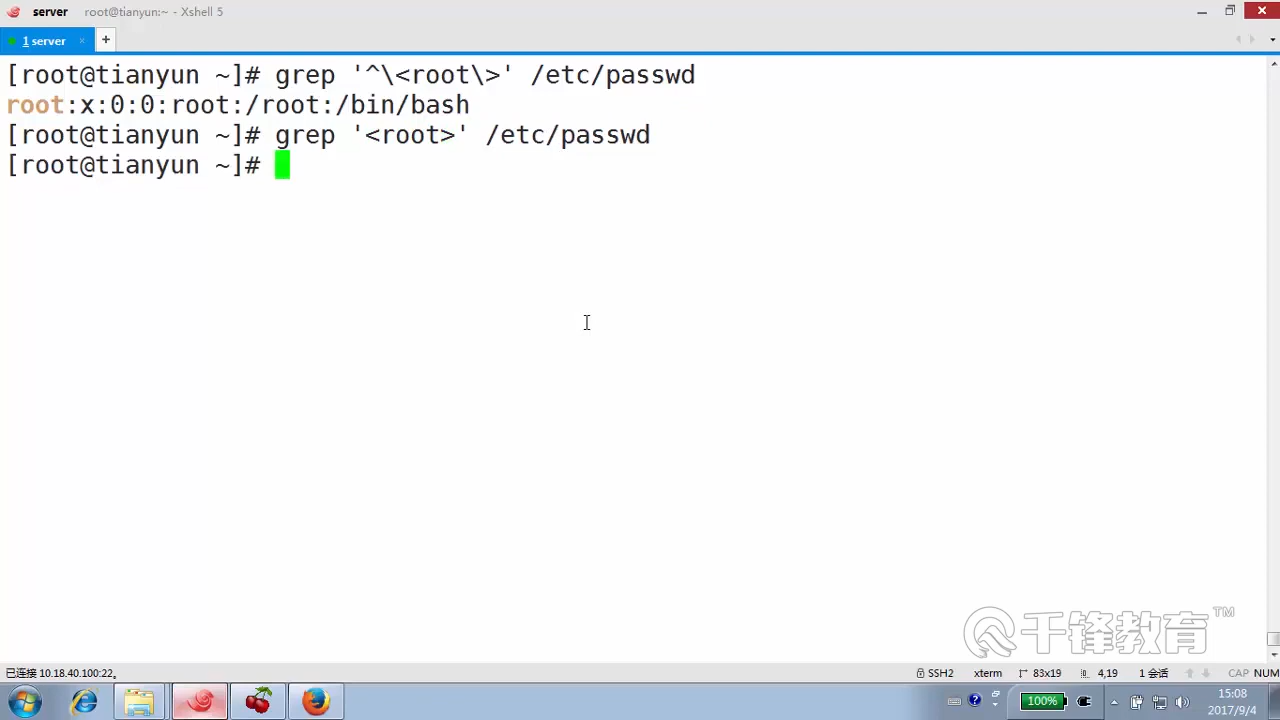 server root@tianyun:~ - Xshell 5
1 server × +
[root@tianyun ~]# grep '^\<root\>' /etc/passwd
root:x:0:0:root:/root:/bin/bash
[root@tianyun ~]# grep '<root>' /etc/passwd
[root@tianyun ~]#
千锋教育™
已连接 10.18.40.100:22。 SSH2 xterm 83x19 4,19 1 会话 CAP NUM
100% 15:08
2017/9/4